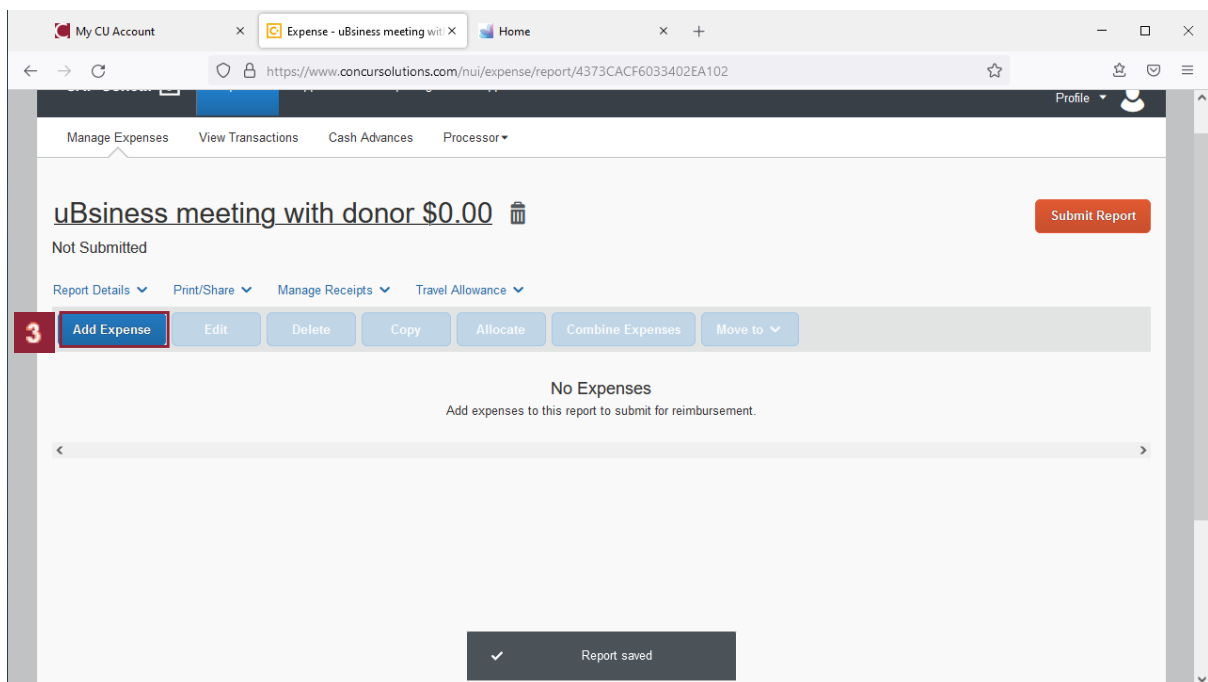 My CU Account
Expense - uBsiness meeting wit
Home
https://www.concursolutions.com/nui/expense/report/4373CACF6033402EA102
Profile
Manage Expenses View Transactions Cash Advances Processor
uBsiness meeting with donor $0.00
Submit Report
Not Submitted
Report Details Print/Share Manage Receipts Travel Allowance
3 Add Expense Edit Delete Copy Allocate Combine Expenses Move to
No Expenses
Add expenses to this report to submit for reimbursement.
Report saved